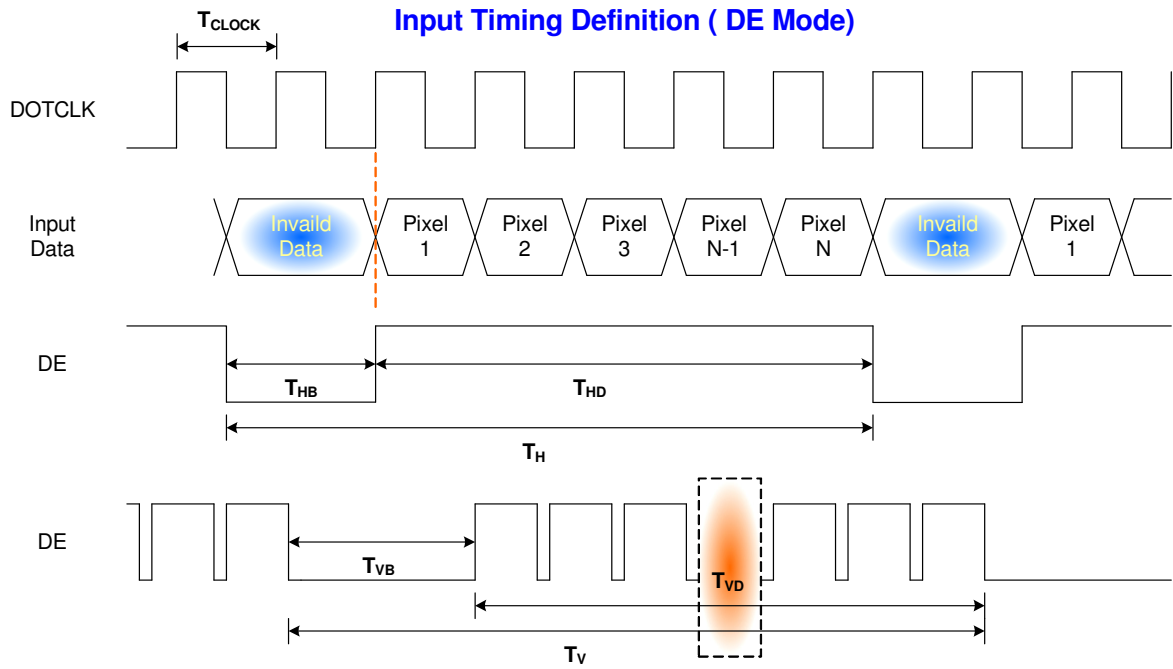 Input Timing Definition ( DE Mode)
TCLOCK
DOTCLK
Input
Data
Invaild
Data
Pixel
1
Pixel
2
Pixel
3
Pixel
N-1
Pixel
N
Invaild
Data
Pixel
1
DE
THB
THD
TH
DE
TVB
TVD
TV